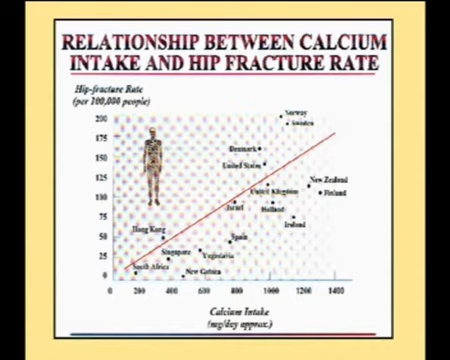 RELATIONSHIP BETWEEN CALCIUM
INTAKE AND HIP FRACTURE RATE
Hip-fracture Rate
(per 100,000 people)
200
175
150
125
100
75
50
25
0
Norway
Sweden
Denmark
United States
New Zealand
United Kingdom
Finland
Israel
Holland
Ireland
Hong Kong
Spain
Singapore
Yugoslavia
South Africa
New Guinea
0 200 400 600 800 1000 1200 1400
Calcium Intake
(mg/day approx.)